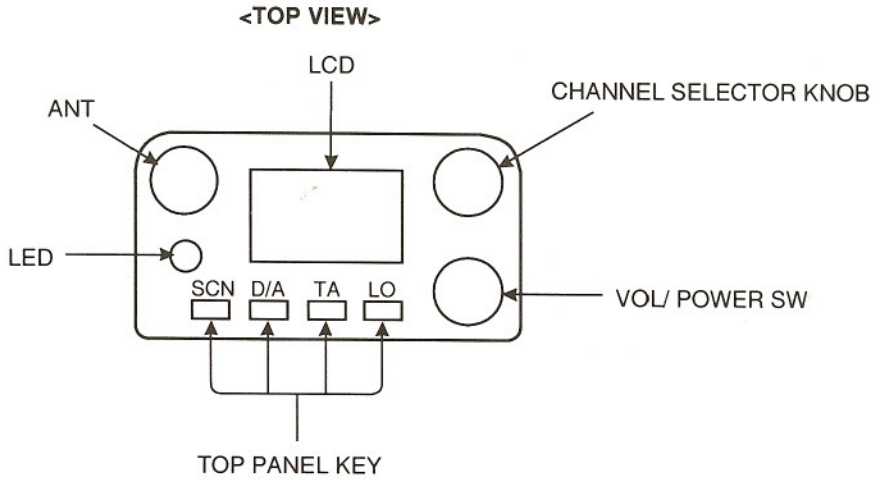 <TOP VIEW>
LCD
CHANNEL SELECTOR KNOB
ANT
LED
SCN D/A TA LO
VOL/ POWER SW
TOP PANEL KEY